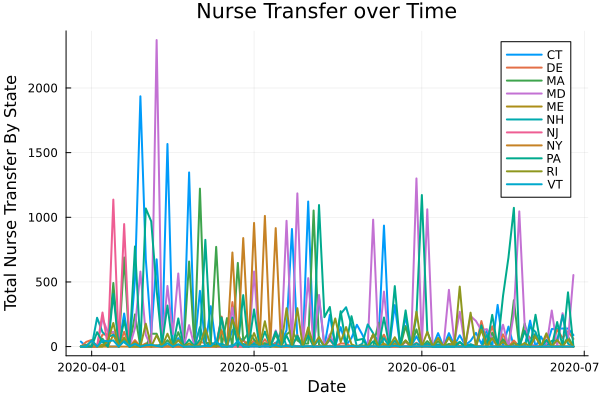 Nurse Transfer over Time
Total Nurse Transfer By State
2000
1500
1000
500
0
2020-04-01
2020-05-01
2020-06-01
2020-07
Date
CT
DE
MA
MD
ME
NH
NJ
NY
PA
RI
VT